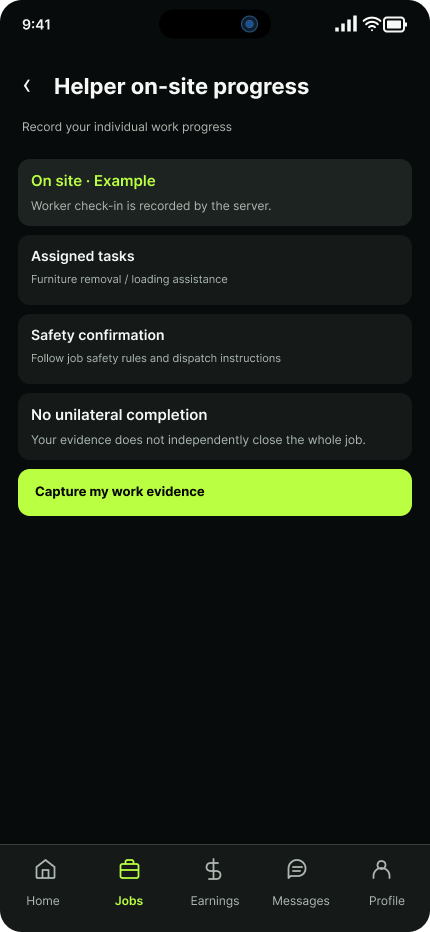 9:41
Helper on-site progress
Record your individual work progress
On site · Example
Worker check-in is recorded by the server.
Assigned tasks
Furniture removal / loading assistance
Safety confirmation
Follow job safety rules and dispatch instructions
No unilateral completion
Your evidence does not independently close the whole job.
Capture my work evidence
Home Jobs Earnings Messages Profile